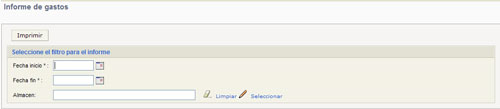 Informe de gastos
Imprimir
Seleccione el filtro para el informe
Fecha inicio * :
Fecha fin * :
Almacen: Limpiar Seleccionar